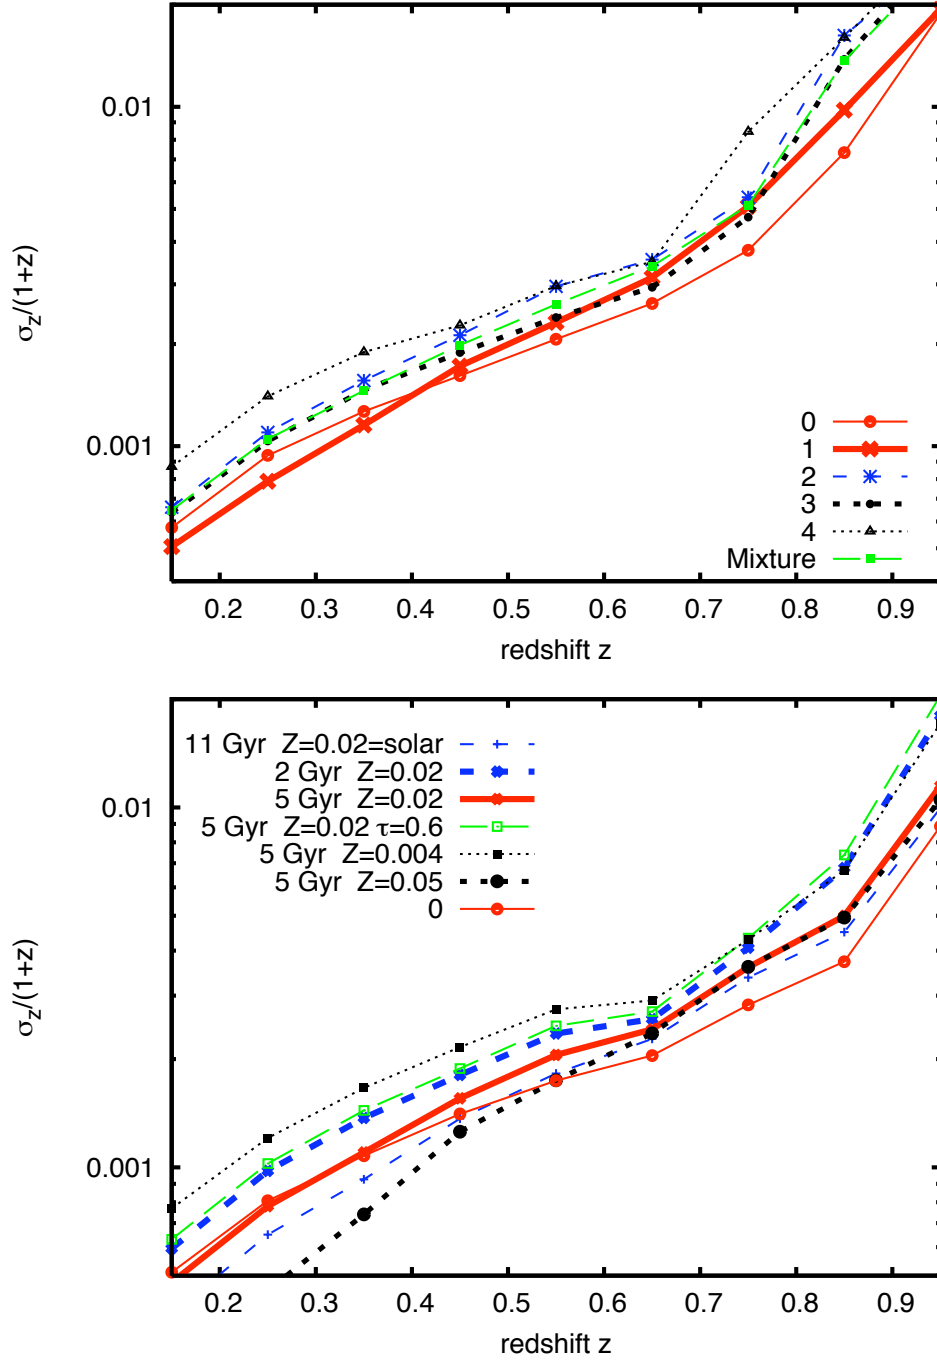 0.01
0.001
σz/(1+z)
0
1
2
3
4
Mixture
0.2 0.3 0.4 0.5 0.6 0.7 0.8 0.9
redshift z
11 Gyr Z=0.02=solar
2 Gyr Z=0.02
5 Gyr Z=0.02
5 Gyr Z=0.02 τ=0.6
5 Gyr Z=0.004
5 Gyr Z=0.05
0
0.01
0.001
σz/(1+z)
0.2 0.3 0.4 0.5 0.6 0.7 0.8 0.9
redshift z